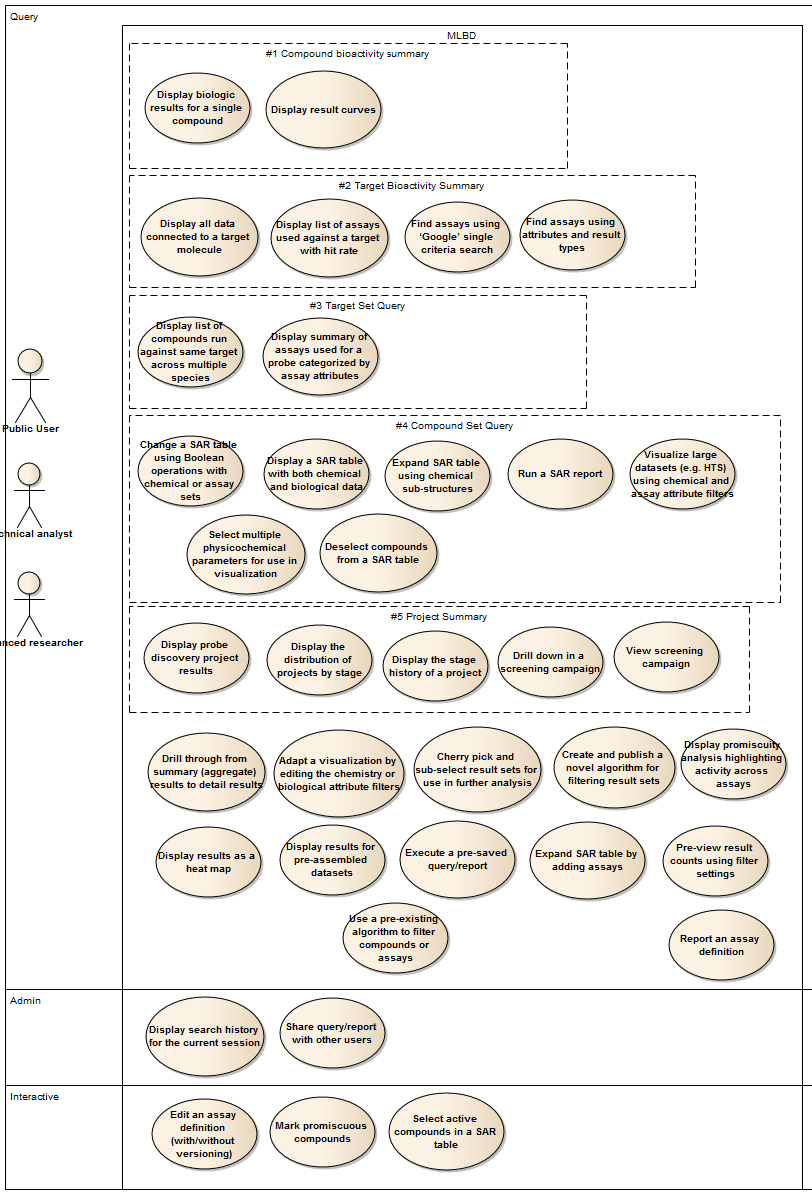 Query
MLBD
#1 Compound bioactivity summary
Display biologic
results for a single
compound
Display result curves
#2 Target Bioactivity Summary
Display all data
connected to a target
molecule
Display list of assays
used against a target
with hit rate
Find assays using
'Google' single
criteria search
Find assays using
attributes and result
types
#3 Target Set Query
Display list of
compounds run
against same target
across multiple
species
Display summary of
assays used for a
probe categorized by
assay attributes
Public User
#4 Compound Set Query
Change a SAR table
using Boolean
operations with
chemical or assay
sets
Display a SAR table
with both chemical
and biological data
Expand SAR table
using chemical
sub-structures
Run a SAR report
Visualize large
datasets (e.g. HTS)
using chemical and
assay attribute filters
chnical analyst
Select multiple
physicochemical
parameters for use in
visualization
Deselect compounds
from a SAR table
#5 Project Summary
nced researcher
Display probe
discovery project
results
Display the
distribution of
projects by stage
Display the stage
history of a project
Drill down in a
screening campaign
View screening
campaign
Drill through from
summary (aggregate)
results to detail results
Adapt a visualization by
editing the chemistry or
biological attribute filters
Cherry pick and
sub-select result sets for
use in further analysis
Create and publish a
novel algorithm for
filtering result sets
Display promiscuity
analysis highlighting
activity across
assays
Display results as a
heat map
Display results for
pre-assembled
datasets
Execute a pre-saved
query/report
Expand SAR table by
adding assays
Pre-view result
counts using filter
settings
Use a pre-existing
algorithm to filter
compounds or
assays
Report an assay
definition
Admin
Display search history
for the current session
Share query/report
with other users
Interactive
Edit an assay
definition
(with/without
versioning)
Mark promiscuous
compounds
Select active
compounds in a SAR
table